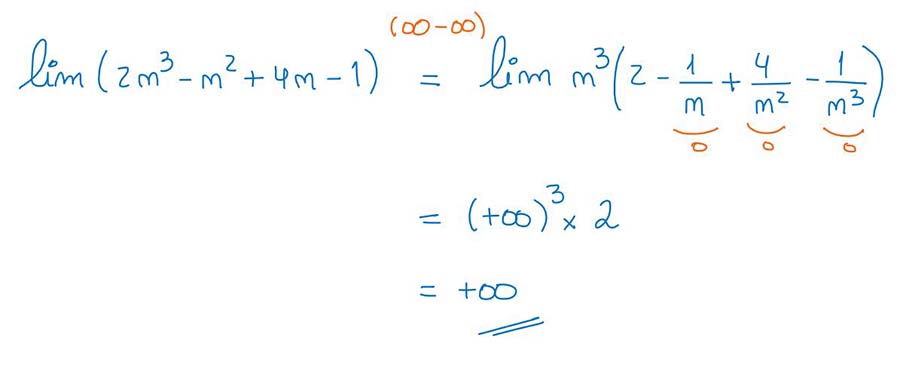 (∞-∞)
lim (2m³ - m² + 4m - 1) = lim m³(2 - 1/m + 4/m² - 1/m³)
0 0 0
= (+∞)³ × 2
= +∞